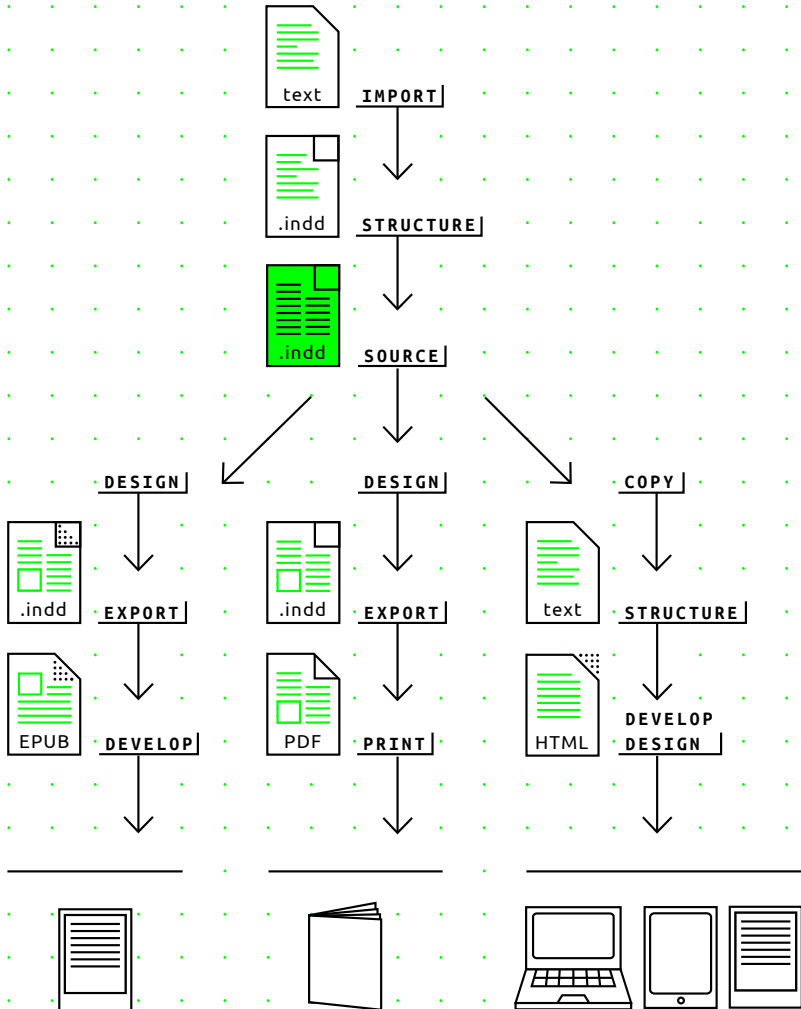 text
IMPORT
.indd
STRUCTURE
.indd
SOURCE
DESIGN
DESIGN
COPY
.indd
EXPORT
.indd
EXPORT
text
STRUCTURE
EPUB
DEVELOP
PDF
PRINT
HTML
DEVELOP
DESIGN